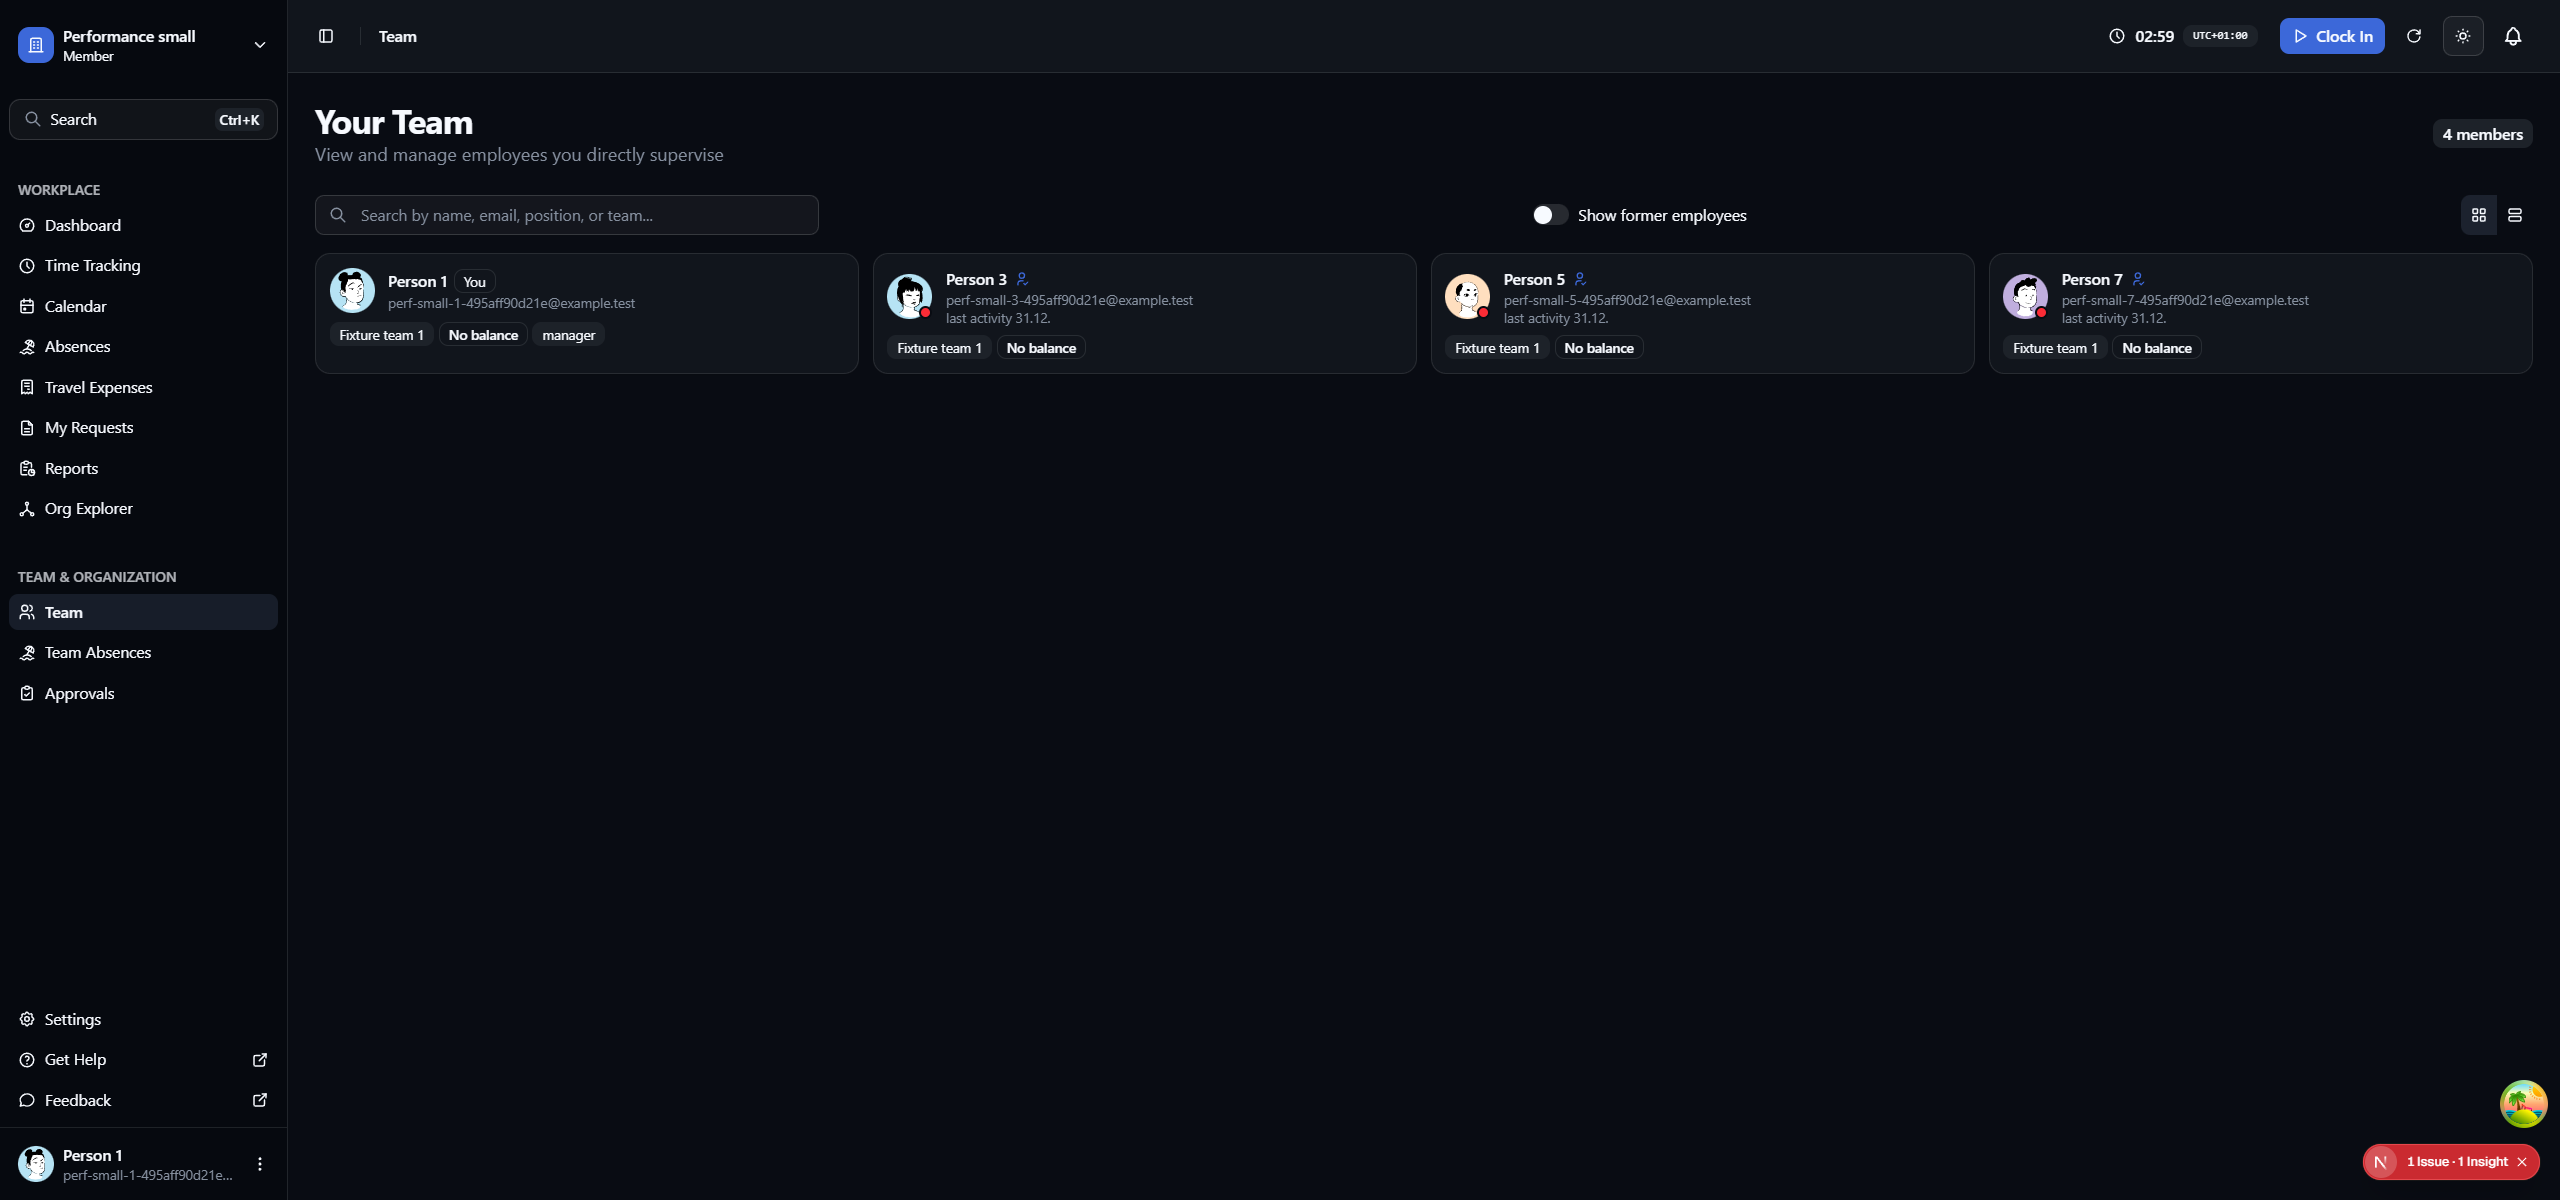 Performance small
Member
Search
Ctrl+K
WORKPLACE
Dashboard
Time Tracking
Calendar
Absences
Travel Expenses
My Requests
Reports
Org Explorer
TEAM & ORGANIZATION
Team
Team Absences
Approvals
Settings
Get Help
Feedback
Person 1
perf-small-1-495aff90d21e...
Team
02:59 UTC+01:00
Clock In
Your Team
View and manage employees you directly supervise
4 members
Search by name, email, position, or team...
Show former employees
Person 1 You
perf-small-1-495aff90d21e@example.test
Fixture team 1 No balance manager
Person 3
perf-small-3-495aff90d21e@example.test
last activity 31.12.
Fixture team 1 No balance
Person 5
perf-small-5-495aff90d21e@example.test
last activity 31.12.
Fixture team 1 No balance
Person 7
perf-small-7-495aff90d21e@example.test
last activity 31.12.
Fixture team 1 No balance
N 1 Issue · 1 Insight